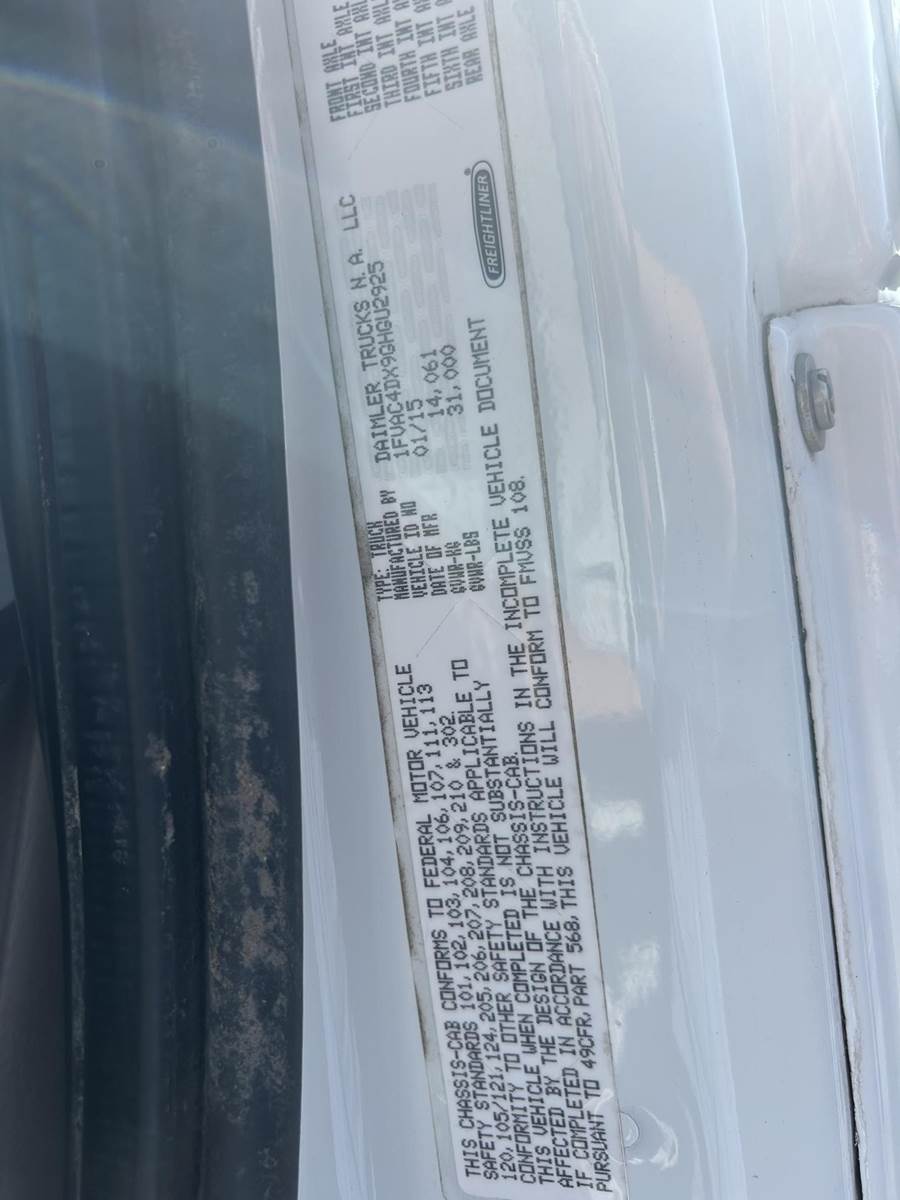 THIS CHASSIS-CAB CONFORMS TO FEDERAL MOTOR VEHICLE
SAFETY STANDARDS 101,102,103,104,106,107,111,113
120,105/121,124,205,206,207,208,209,210 & 302.
CONFORMITY TO OTHER SAFETY STANDARDS APPLICABLE TO
THIS VEHICLE WHEN COMPLETED IS NOT SUBSTANTIALLY
AFFECTED BY THE DESIGN OF THE CHASSIS-CAB.
IF COMPLETED IN ACCORDANCE WITH INSTRUCTIONS IN THE INCOMPLETE VEHICLE DOCUMENT
PURSUANT TO 49CFR,PART 568,THIS VEHICLE WILL CONFORM TO FMVSS 108.
TYPE: TRUCK
MANUFACTURED BY DAIMLER TRUCKS N.A. LLC
VEHICLE ID NO 1FVAC4DX9GHGU2925
DATE OF MFR 01/15
GVWR-KG 14,061
GVWR-LBS 31,000
FREIGHTLINER
FRONT AXLE
FIRST INT AXLE
SECOND INT AXLE
THIRD INT
FOURTH INT
FIFTH INT
SIXTH INT
REAR AXLE